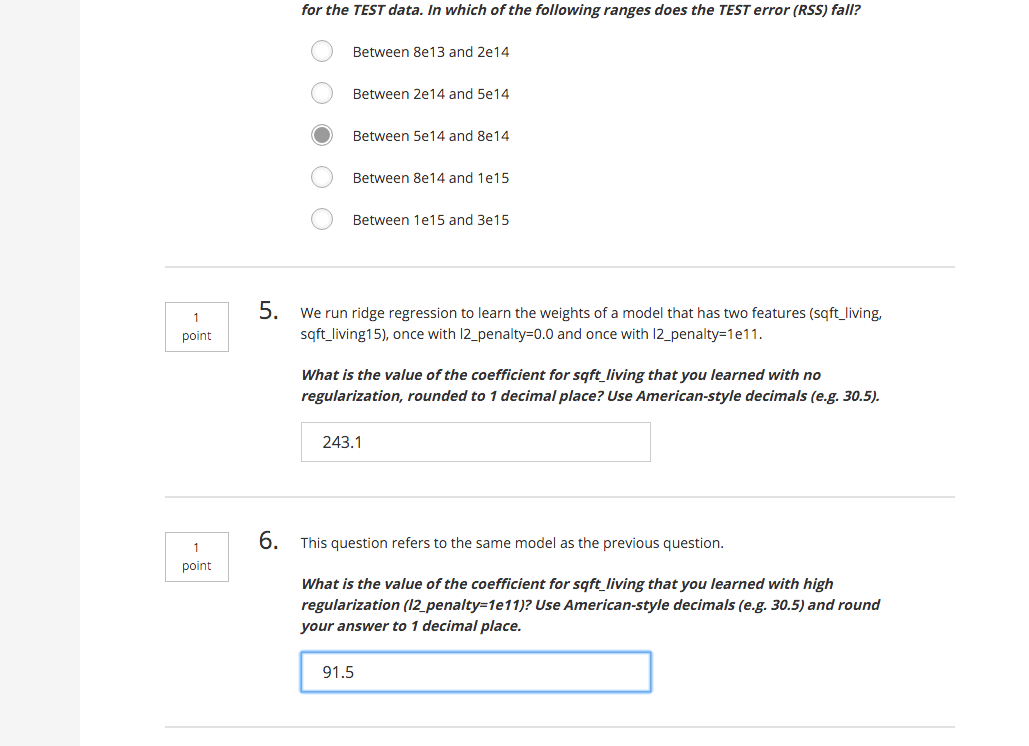 for the TEST data. In which of the following ranges does the TEST error (RSS) fall?
Between 8e13 and 2e14
Between 2e14 and 5e14
Between 5e14 and 8e14
Between 8e14 and 1e15
Between 1e15 and 3e15
1
point
5.
We run ridge regression to learn the weights of a model that has two features (sqft_living,
sqft_living15), once with l2_penalty=0.0 and once with l2_penalty=1e11.
What is the value of the coefficient for sqft_living that you learned with no
regularization, rounded to 1 decimal place? Use American-style decimals (e.g. 30.5).
243.1
1
point
6.
This question refers to the same model as the previous question.
What is the value of the coefficient for sqft_living that you learned with high
regularization (l2_penalty=1e11)? Use American-style decimals (e.g. 30.5) and round
your answer to 1 decimal place.
91.5